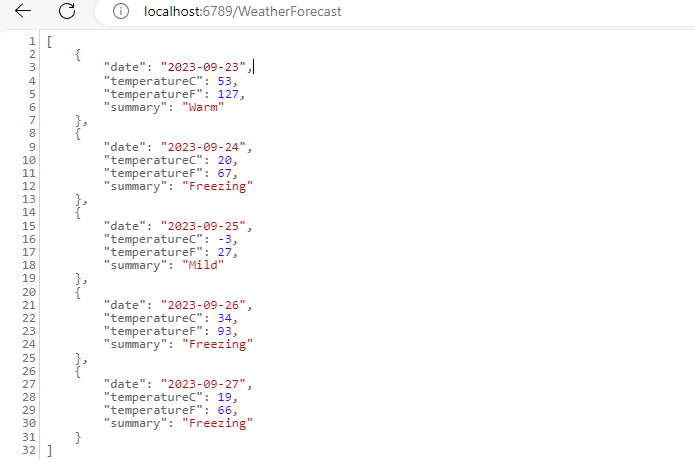 localhost:6789/WeatherForecast
1 [
2     {
3         "date": "2023-09-23",
4         "temperatureC": 53,
5         "temperatureF": 127,
6         "summary": "Warm"
7     },
8     {
9         "date": "2023-09-24",
10         "temperatureC": 20,
11         "temperatureF": 67,
12         "summary": "Freezing"
13     },
14     {
15         "date": "2023-09-25",
16         "temperatureC": -3,
17         "temperatureF": 27,
18         "summary": "Mild"
19     },
20     {
21         "date": "2023-09-26",
22         "temperatureC": 34,
23         "temperatureF": 93,
24         "summary": "Freezing"
25     },
26     {
27         "date": "2023-09-27",
28         "temperatureC": 19,
29         "temperatureF": 66,
30         "summary": "Freezing"
31     }
32 ]